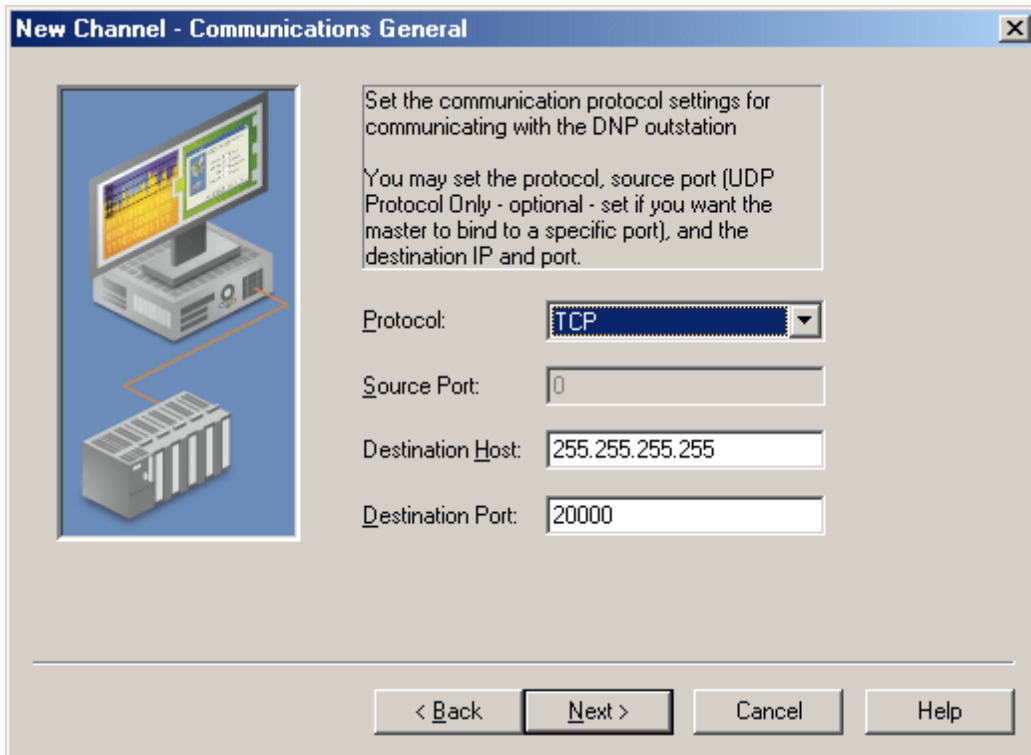 New Channel - Communications General
Set the communication protocol settings for
communicating with the DNP outstation
You may set the protocol, source port (UDP
Protocol Only - optional - set if you want the
master to bind to a specific port), and the
destination IP and port.
Protocol: TCP
Source Port: 0
Destination Host: 255.255.255.255
Destination Port: 20000
< Back Next > Cancel Help